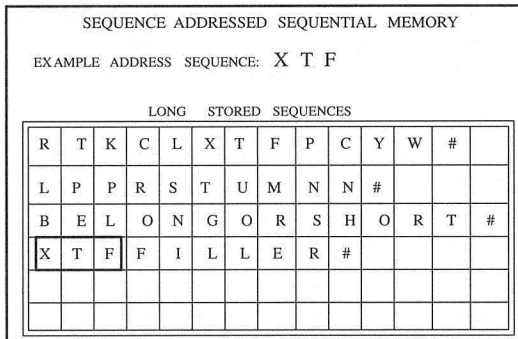 SEQUENCE ADDRESSED SEQUENTIAL MEMORY
EXAMPLE ADDRESS SEQUENCE: X T F
LONG STORED SEQUENCES
R T K C L X T F P C Y W #
L P P R S T U M N N #
B E L O N G O R S H O R T #
X T F F I L L E R #